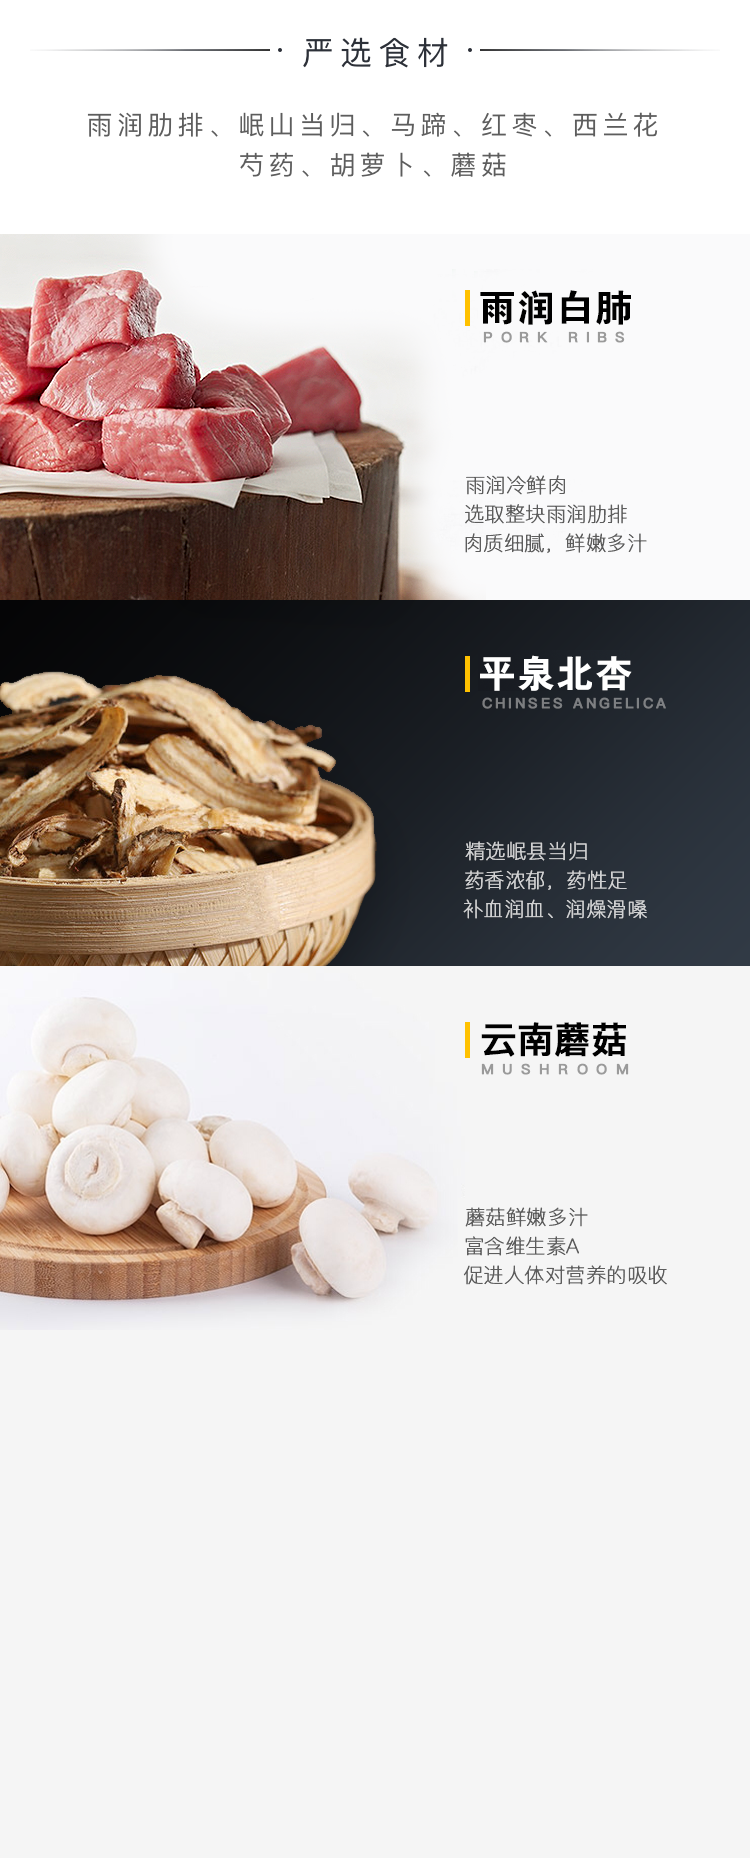 严选食材
雨润肋排、岷山当归、马蹄、红枣、西兰花
芍药、胡萝卜、蘑菇
雨润白肺
PORK RIBS
雨润冷鲜肉
选取整块雨润肋排
肉质细腻，鲜嫩多汁
平泉北杏
CHINSES ANGELICA
精选岷县当归
药香浓郁，药性足
补血润血、润燥滑嗓
云南蘑菇
MUSHROOM
蘑菇鲜嫩多汁
富含维生素A
促进人体对营养的吸收